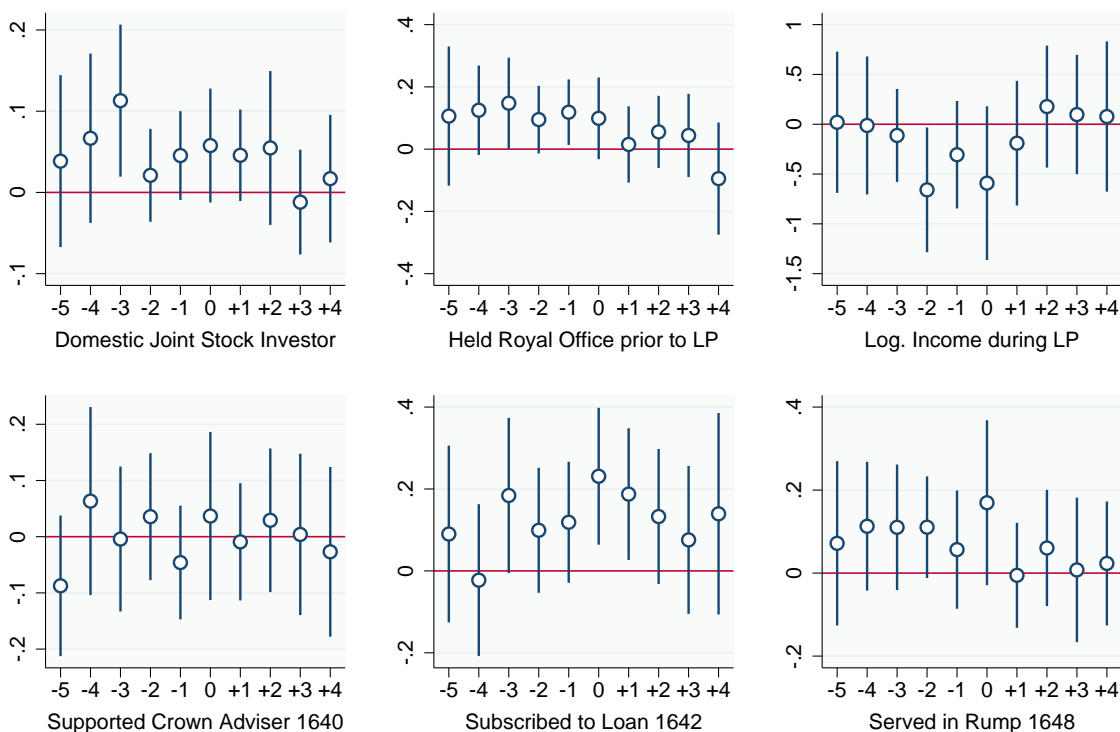 .2
.1
0
-.1
-5 -4 -3 -2 -1 0 +1 +2 +3 +4
Domestic Joint Stock Investor
.4
.2
0
-.2
-.4
-5 -4 -3 -2 -1 0 +1 +2 +3 +4
Held Royal Office prior to LP
1
.5
0
-.5
-1
-1.5
-5 -4 -3 -2 -1 0 +1 +2 +3 +4
Log. Income during LP
.2
.1
0
-.1
-.2
-5 -4 -3 -2 -1 0 +1 +2 +3 +4
Supported Crown Adviser 1640
.4
.2
0
-.2
-5 -4 -3 -2 -1 0 +1 +2 +3 +4
Subscribed to Loan 1642
.4
.2
0
-.2
-5 -4 -3 -2 -1 0 +1 +2 +3 +4
Served in Rump 1648